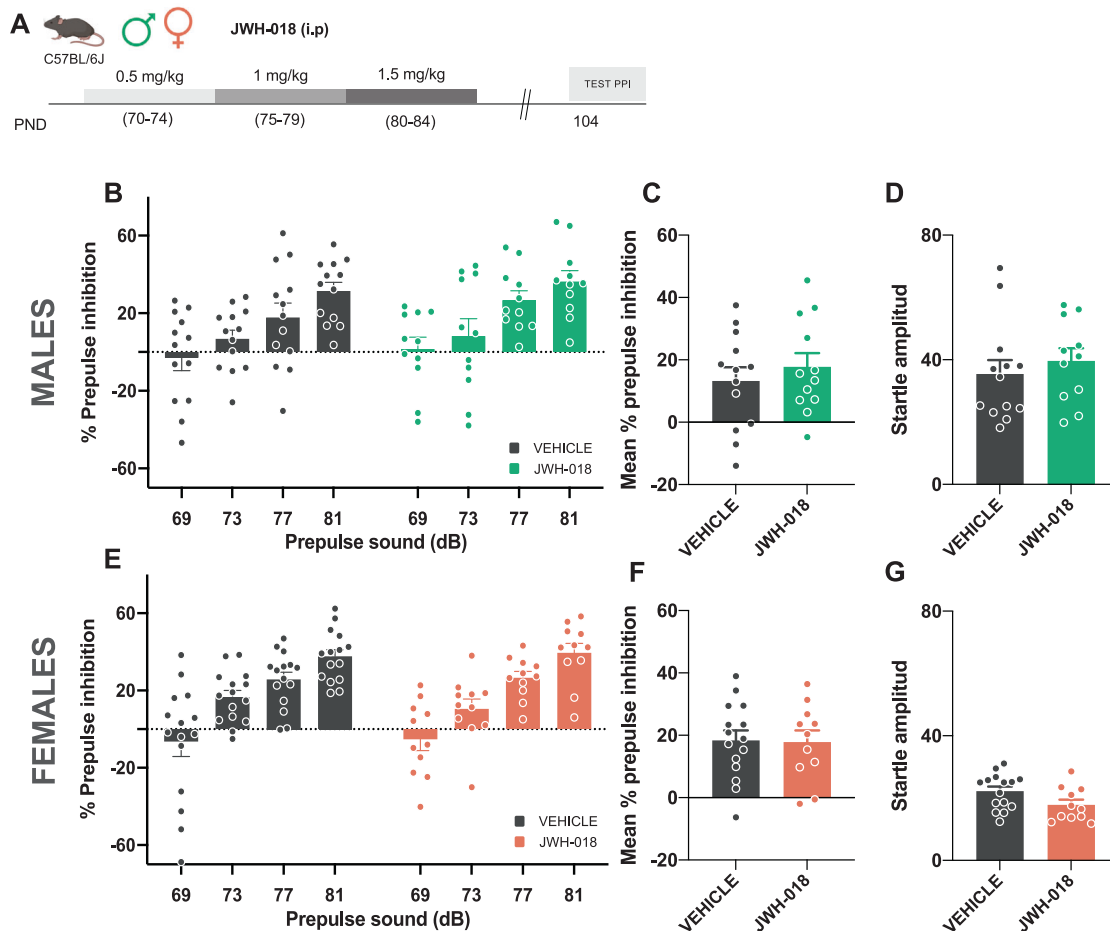 A
JWH-018 (i.p)
C57BL/6J
0.5 mg/kg
1 mg/kg
1.5 mg/kg
TEST PPI
PND
(70-74)
(75-79)
(80-84)
104
MALES
B
% Prepulse inhibition
60
20
-20
-60
VEHICLE
JWH-018
69 73 77 81 69 73 77 81
Prepulse sound (dB)
C
Mean % prepulse inhibition
60
40
20
0
-20
VEHICLE
JWH-018
D
Startle amplitud
80
40
0
VEHICLE
JWH-018
FEMALES
E
% Prepulse inhibition
60
20
-20
-60
VEHICLE
JWH-018
69 73 77 81 69 73 77 81
Prepulse sound (dB)
F
Mean % prepulse inhibition
60
40
20
0
-20
VEHICLE
JWH-018
G
Startle amplitud
80
40
0
VEHICLE
JWH-018